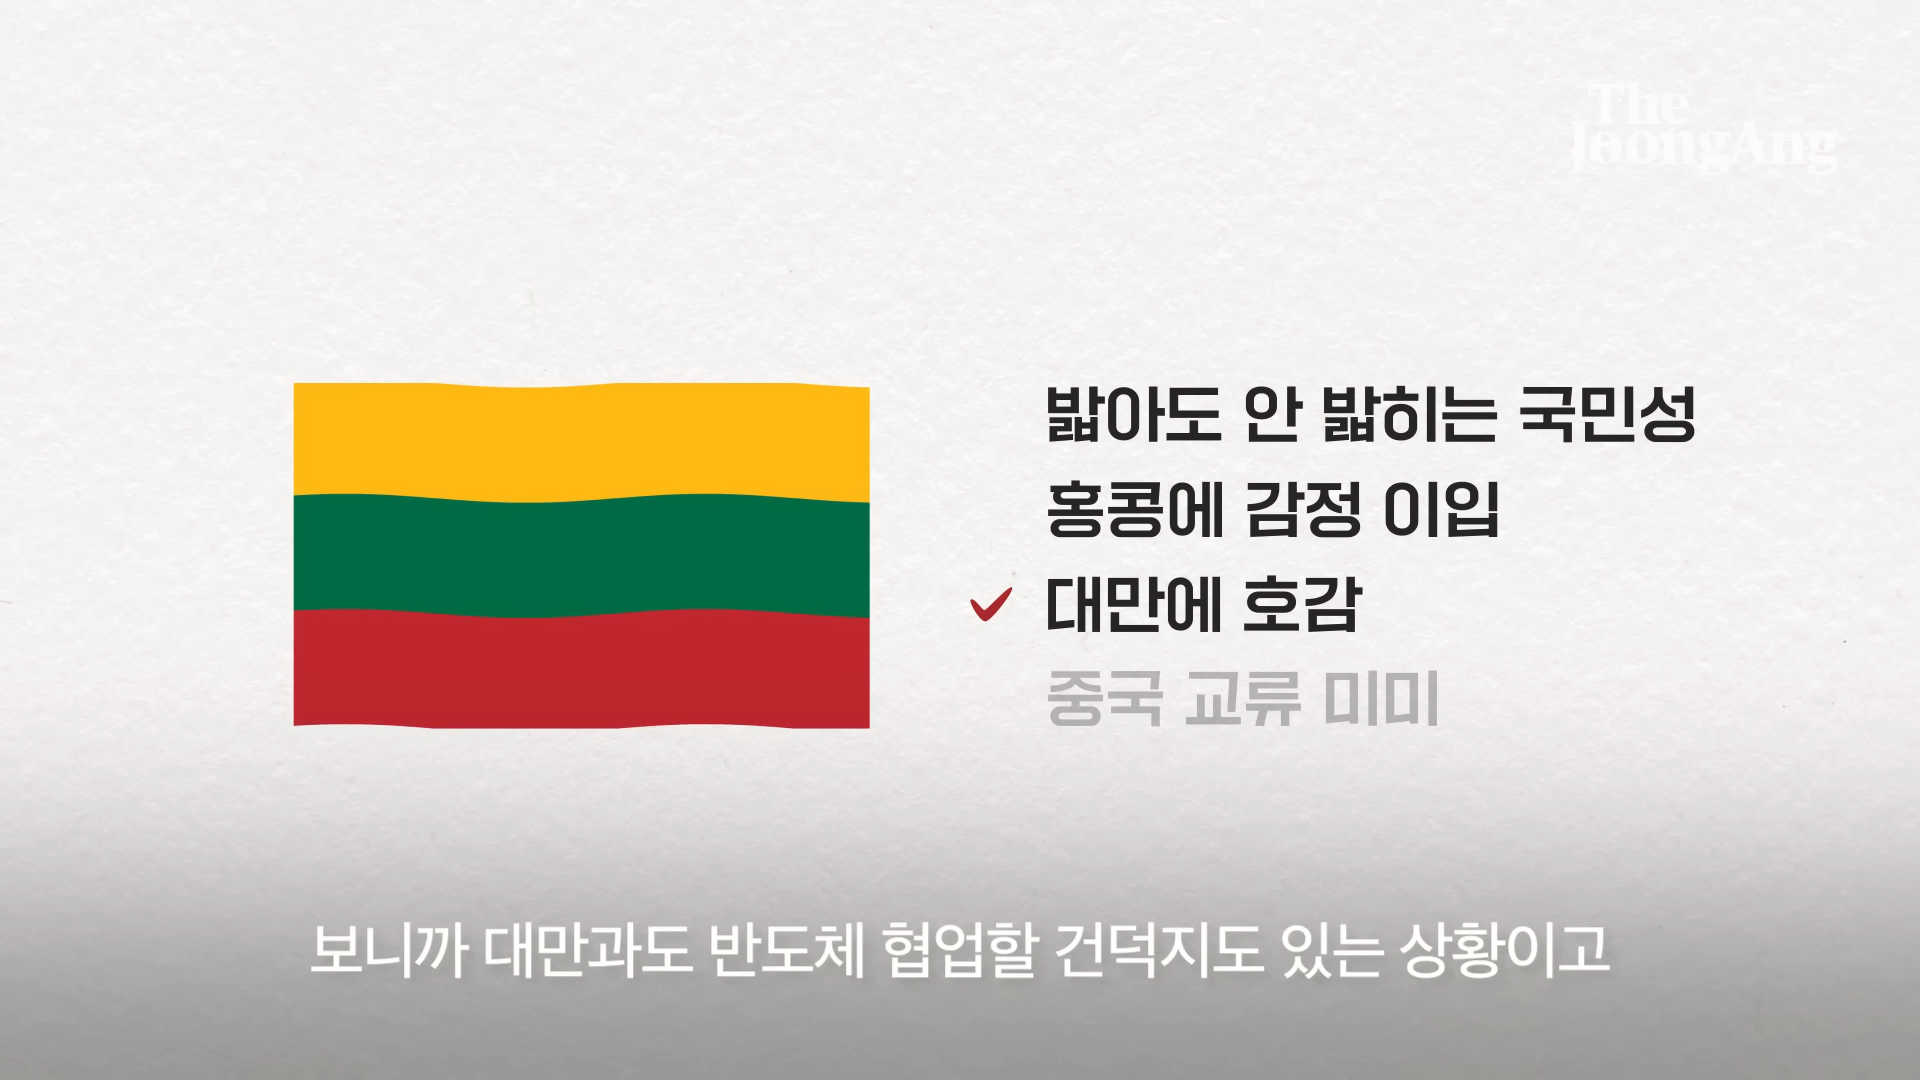 The
JoongAng
밟아도 안 밟히는 국민성
홍콩에 감정 이입
대만에 호감
중국 교류 미미
보니까 대만과도 반도체 협업할 건덕지도 있는 상황이고